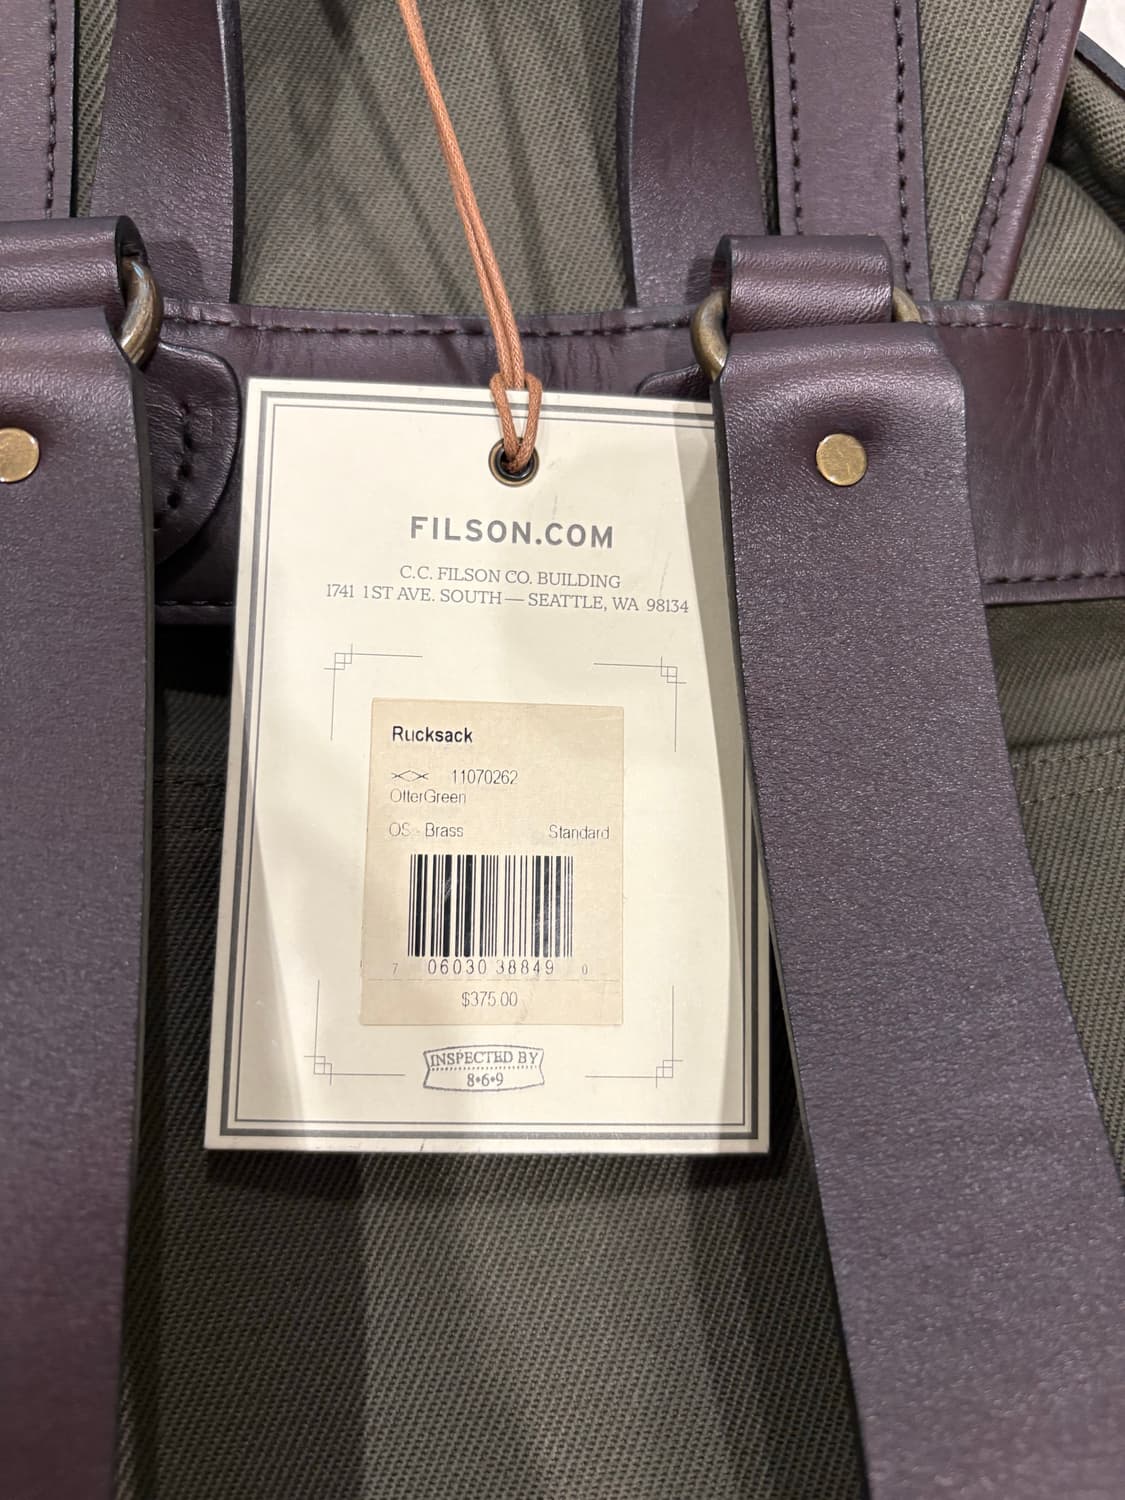 FILSON.COM
C.C. FILSON CO. BUILDING
1741 1ST AVE. SOUTH — SEATTLE, WA 98134
Rucksack
11070262
OtterGreen
OS - Brass Standard
7 06030 38849 0
$375.00
INSPECTED BY
8•6•9